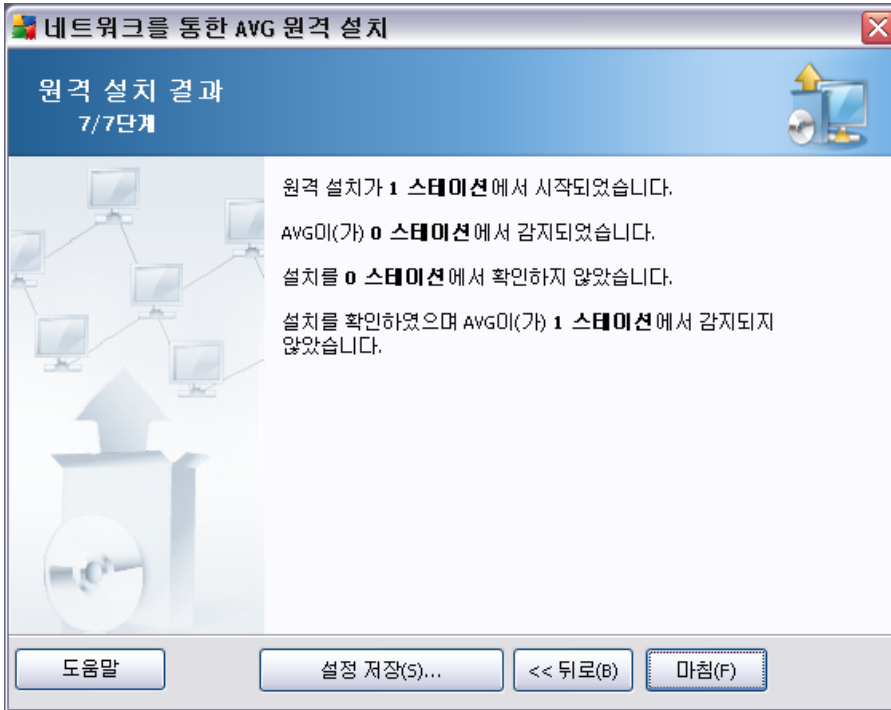 네트워크를 통한 AVG 원격 설치
원격 설치 결과
7/7단계
원격 설치가 1 스테이션에서 시작되었습니다.
AVG이(가) 0 스테이션에서 감지되었습니다.
설치를 0 스테이션에서 확인하지 않았습니다.
설치를 확인하였으며 AVG이(가) 1 스테이션에서 감지되지
않았습니다.
도움말
설정 저장(S)...
<< 뒤로(B)
마침(F)